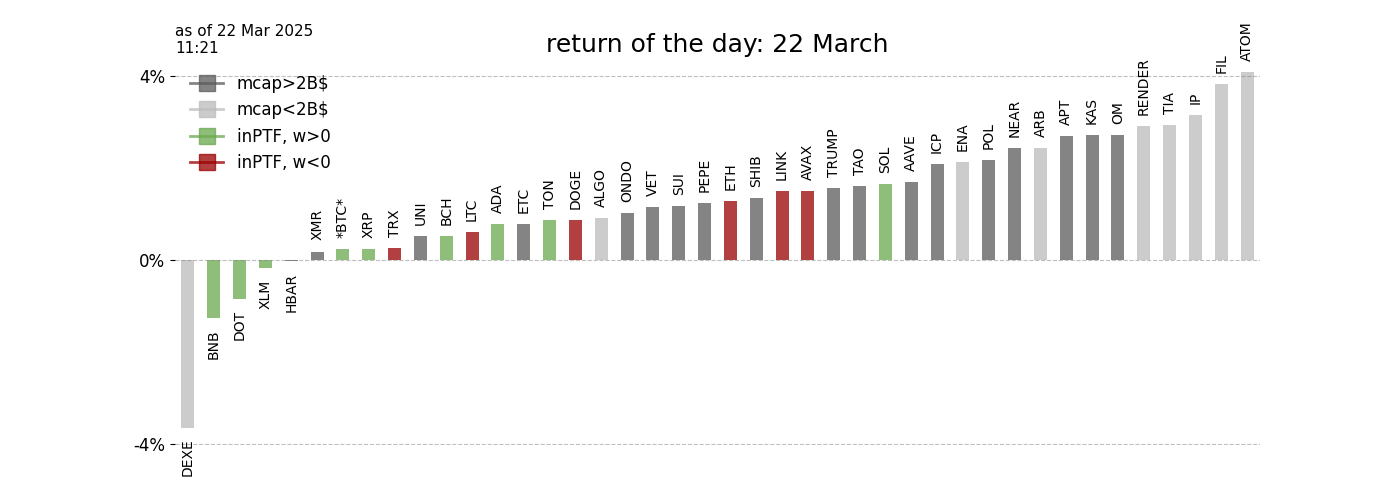 as of 22 Mar 2025
11:21
return of the day: 22 March
4%
0%
-4%
mcap>2B$
mcap<2B$
inPTF, w>0
inPTF, w<0
DEXE
BNB
DOT
XLM
HBAR
XMR
*BTC*
XRP
TRX
UNI
BCH
LTC
ADA
ETC
TON
DOGE
ALGO
ONDO
VET
SUI
PEPE
ETH
SHIB
LINK
AVAX
TRUMP
TAO
SOL
AAVE
ICP
ENA
POL
NEAR
ARB
APT
KAS
OM
RENDER
TIA
IP
FIL
ATOM